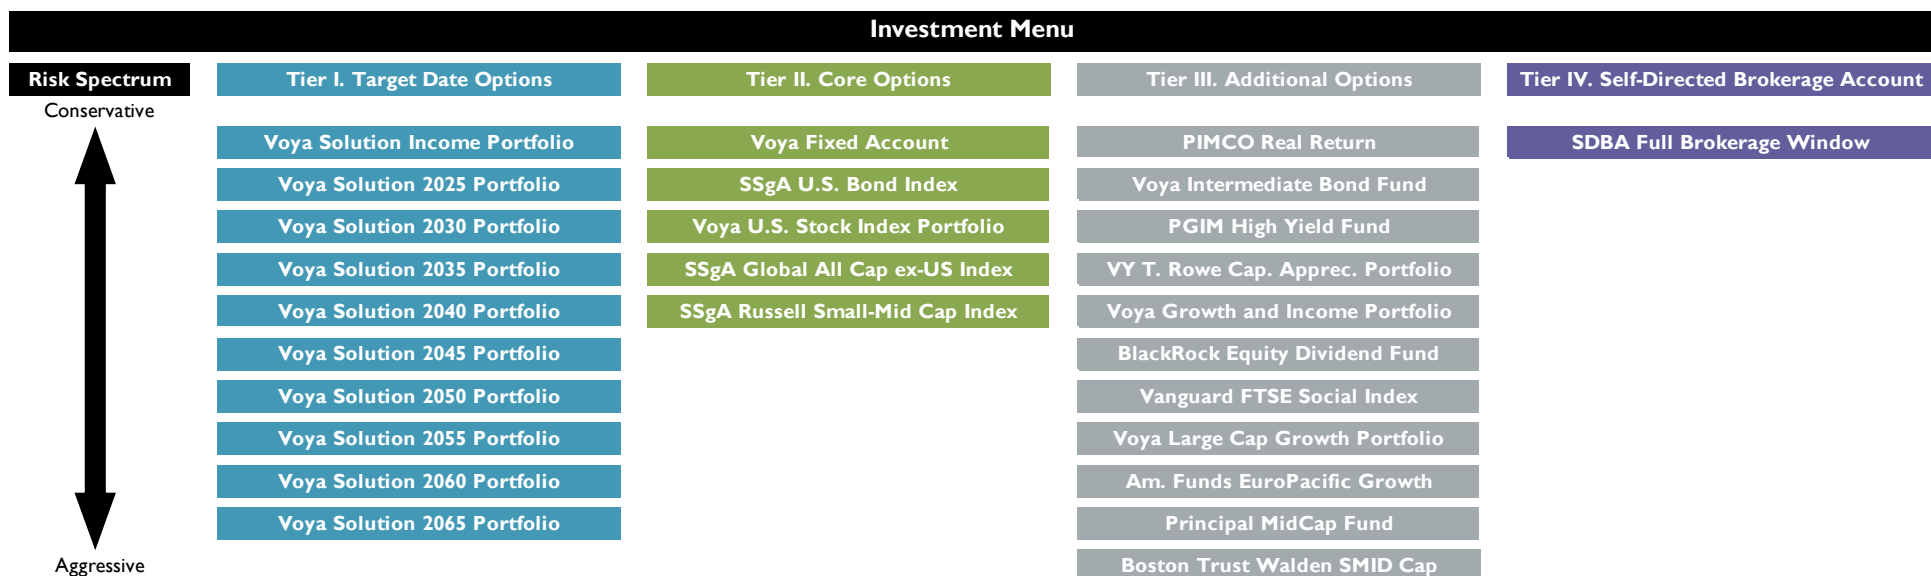 Investment Menu
Risk Spectrum
Conservative
Aggressive
Tier I. Target Date Options
Voya Solution Income Portfolio
Voya Solution 2025 Portfolio
Voya Solution 2030 Portfolio
Voya Solution 2035 Portfolio
Voya Solution 2040 Portfolio
Voya Solution 2045 Portfolio
Voya Solution 2050 Portfolio
Voya Solution 2055 Portfolio
Voya Solution 2060 Portfolio
Voya Solution 2065 Portfolio
Tier II. Core Options
Voya Fixed Account
SSgA U.S. Bond Index
Voya U.S. Stock Index Portfolio
SSgA Global All Cap ex-US Index
SSgA Russell Small-Mid Cap Index
Tier III. Additional Options
PIMCO Real Return
Voya Intermediate Bond Fund
PGIM High Yield Fund
VY T. Rowe Cap. Apprec. Portfolio
Voya Growth and Income Portfolio
BlackRock Equity Dividend Fund
Vanguard FTSE Social Index
Voya Large Cap Growth Portfolio
Am. Funds EuroPacific Growth
Principal MidCap Fund
Boston Trust Walden SMID Cap
Tier IV. Self-Directed Brokerage Account
SDBA Full Brokerage Window